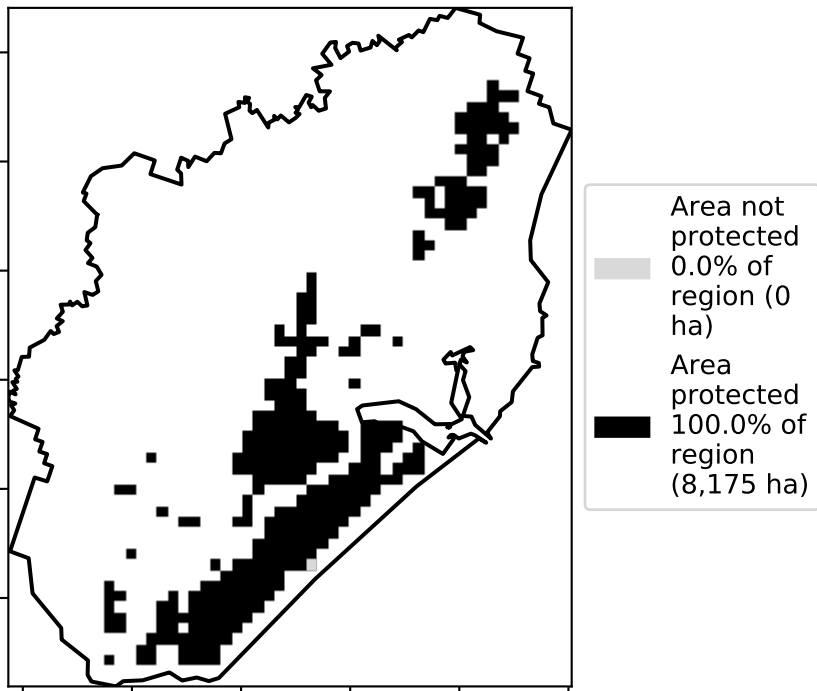 Area not
protected
0.0% of
region (0
ha)
Area
protected
100.0% of
region
(8,175 ha)